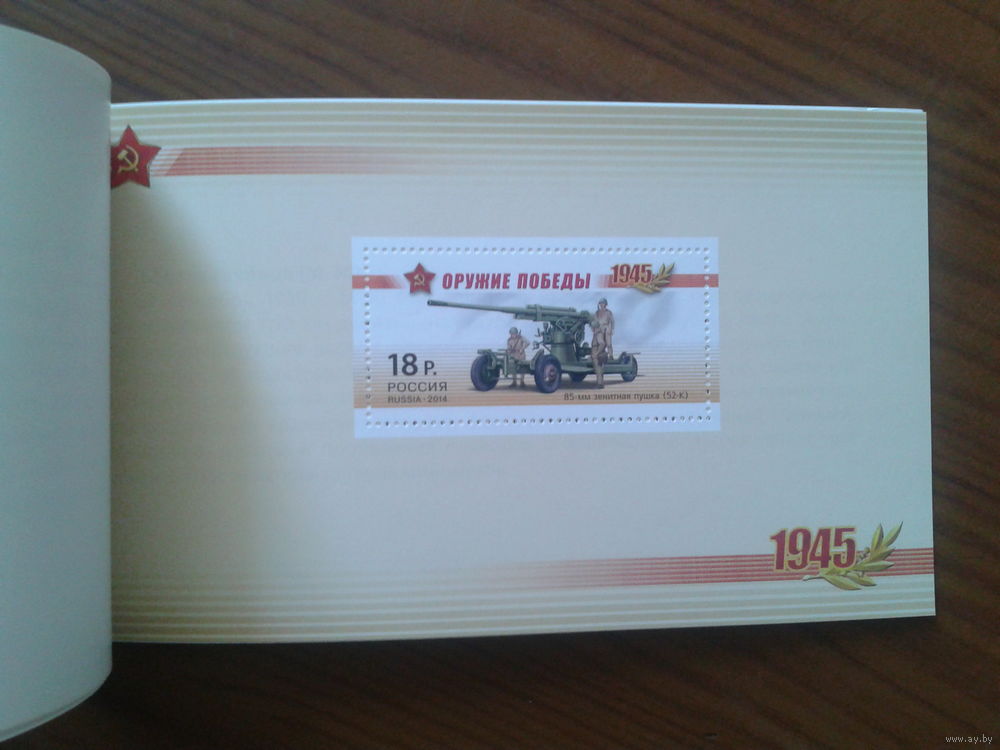 ОРУЖИЕ ПОБЕДЫ
1945
18 Р.
РОССИЯ
RUSSIA · 2014
85-мм зенитная пушка (52-К)
1945
www.ay.by